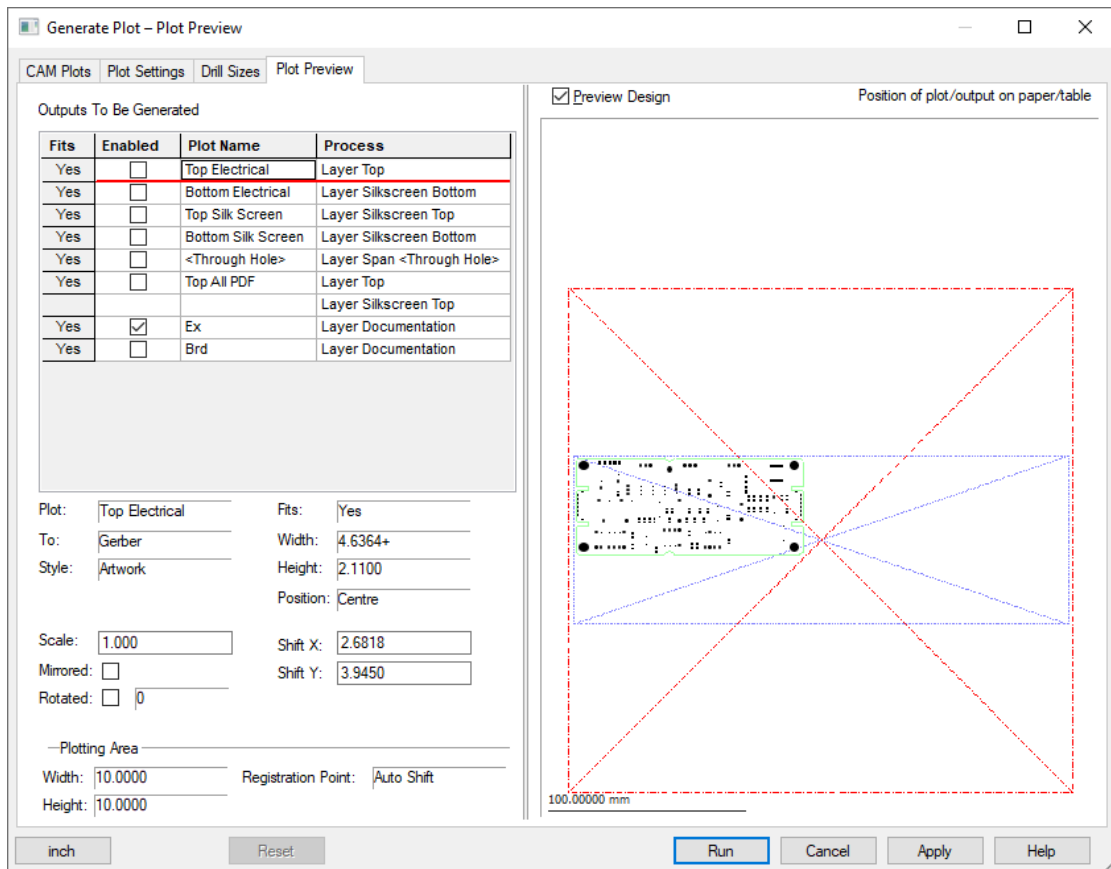 Generate Plot – Plot Preview
CAM Plots Plot Settings Drill Sizes Plot Preview
Outputs To Be Generated
Fits Enabled Plot Name Process
Yes Top Electrical Layer Top
Yes Bottom Electrical Layer Silkscreen Bottom
Yes Top Silk Screen Layer Silkscreen Top
Yes Bottom Silk Screen Layer Silkscreen Bottom
Yes <Through Hole> Layer Span <Through Hole>
Yes Top All PDF Layer Top
Layer Silkscreen Top
Yes Ex Layer Documentation
Yes Brd Layer Documentation
Plot: Top Electrical Fits: Yes
To: Gerber Width: 4.6364+
Style: Artwork Height: 2.1100
Position: Centre
Scale: 1.000 Shift X: 2.6818
Mirrored: Shift Y: 3.9450
Rotated: 0
Plotting Area
Width: 10.0000 Registration Point: Auto Shift
Height: 10.0000
Preview Design Position of plot/output on paper/table
100.00000 mm
inch Reset Run Cancel Apply Help